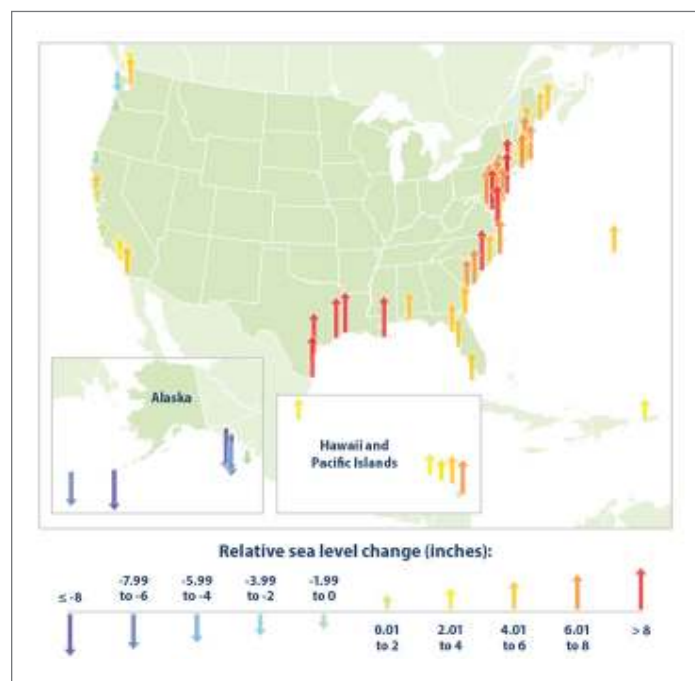 Alaska
Hawaii and
Pacific Islands
Relative sea level change (inches):
≤ -8
-7.99
to -6
-5.99
to -4
-3.99
to -2
-1.99
to 0
0.01
to 2
2.01
to 4
4.01
to 6
6.01
to 8
> 8